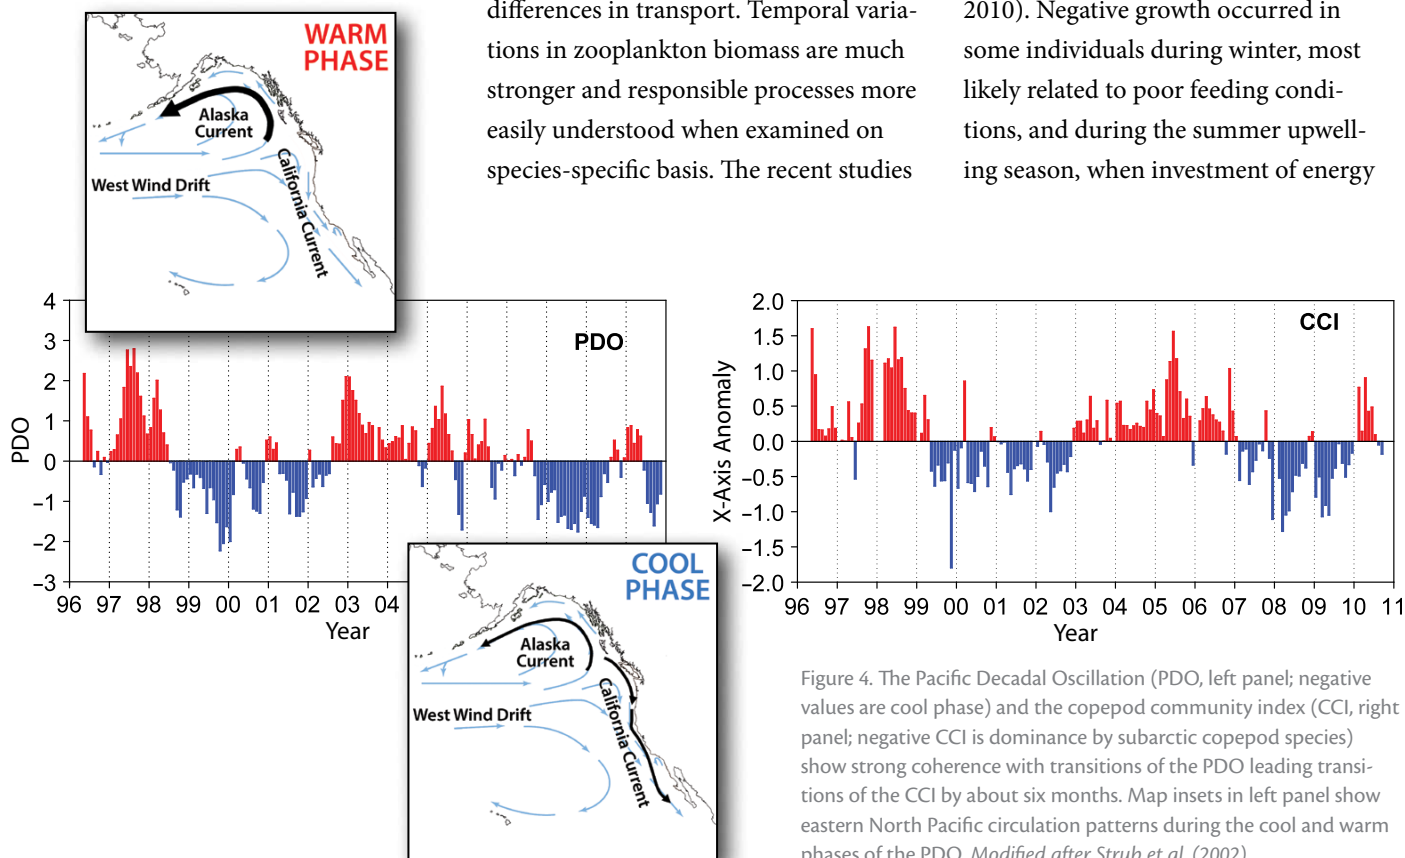 differences in transport. Temporal varia-
tions in zooplankton biomass are much
stronger and responsible processes more
easily understood when examined on
species-specific basis. The recent studies
2010). Negative growth occurred in
some individuals during winter, most
likely related to poor feeding condi-
tions, and during the summer upwell-
ing season, when investment of energy
WARM
PHASE
Alaska
Current
California Current
West Wind Drift
4
3
2
1
0
−1
−2
−3
PDO
PDO
96 97 98 99 00 01 02 03 04
Year
COOL
PHASE
Alaska
Current
California Current
West Wind Drift
2.0
1.5
1.0
0.5
0.0
−0.5
−1.0
−1.5
−2.0
X-Axis Anomaly
CCI
96 97 98 99 00 01 02 03 04 05 06 07 08 09 10 11
Year
Figure 4. The Pacific Decadal Oscillation (PDO, left panel; negative
values are cool phase) and the copepod community index (CCI, right
panel; negative CCI is dominance by subarctic copepod species)
show strong coherence with transitions of the PDO leading transi-
tions of the CCI by about six months. Map insets in left panel show
eastern North Pacific circulation patterns during the cool and warm
phases of the PDO. Modified after Strub et al. (2002)